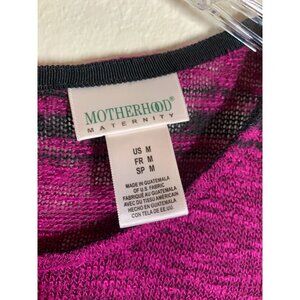 MOTHERHOOD®
MATERNITY
US M
FR M
SP M
MADE IN GUATEMALA
OF U.S. FABRIC
FABRIQUÉ AU GUATEMALA
AVEC DU TISSU AMÉRICAIN
HECHO EN GUATEMALA
CON TELA DE EE.UU.